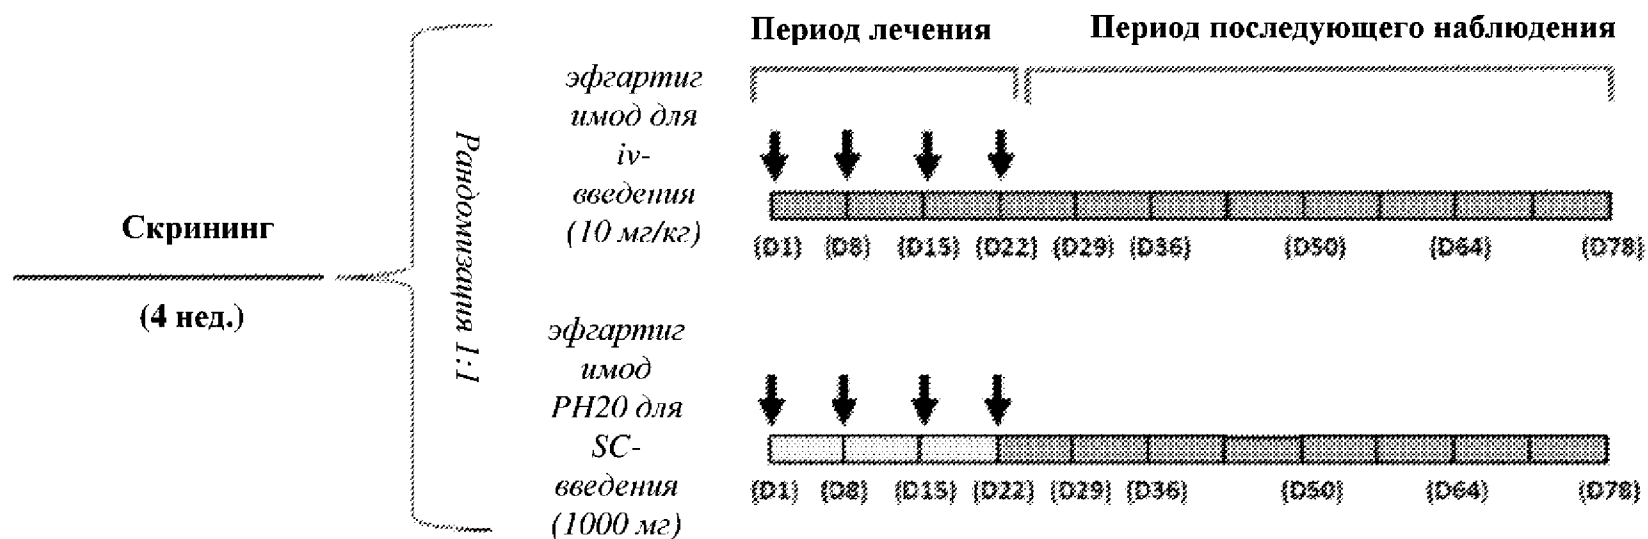 Скрининг
(4 нед.)
Рандомизация 1:1
Период лечения
Период последующего наблюдения
эфгартиг
имод для
iv-
введения
(10 мг/кг)
(D1) (D8) (D15) (D22) (D29) (D36) (D50) (D64) (D78)
эфгартиг
имод
PH20 для
SC-
введения
(1000 мг)
(D1) (D8) (D15) (D22) (D29) (D36) (D50) (D64) (D78)